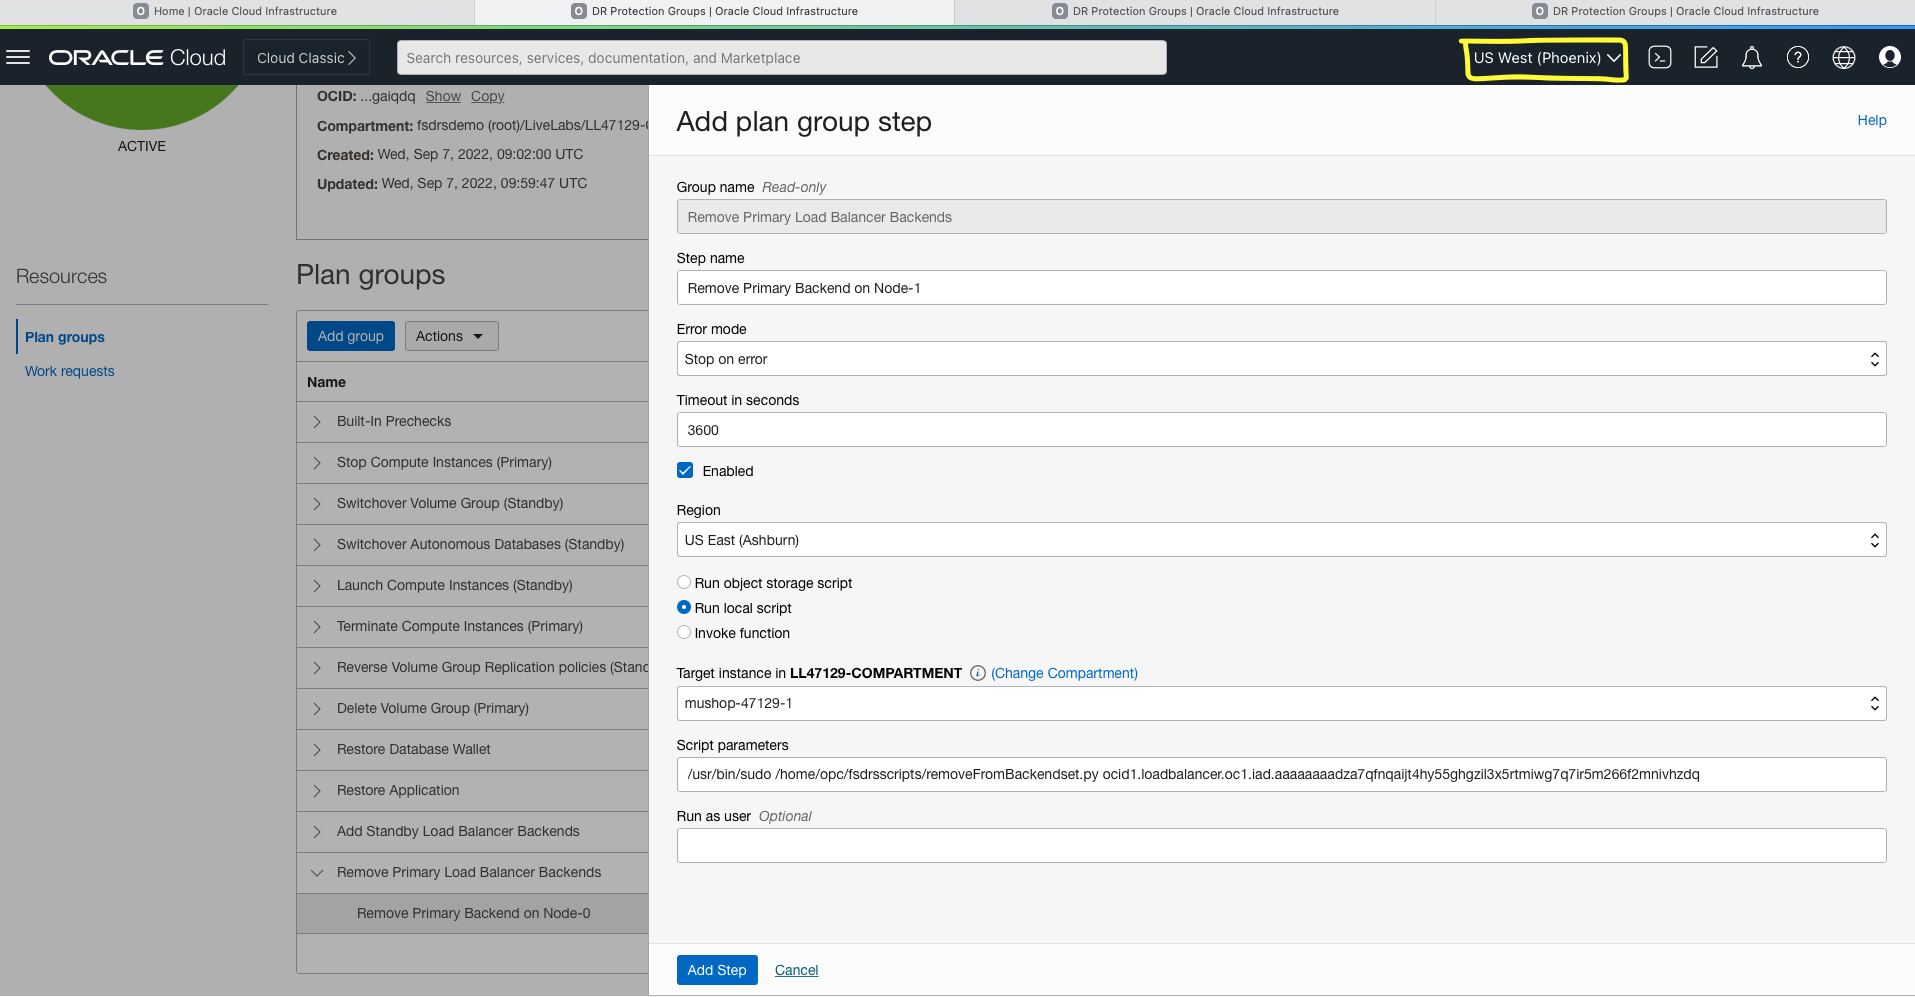 Home | Oracle Cloud Infrastructure
DR Protection Groups | Oracle Cloud Infrastructure
DR Protection Groups | Oracle Cloud Infrastructure
DR Protection Groups | Oracle Cloud Infrastructure
ORACLE Cloud
Cloud Classic
Search resources, services, documentation, and Marketplace
US West (Phoenix)
ACTIVE
OCID: ...gaiqdq Show Copy
Compartment: fsdrsdemo (root)/LiveLabs/LL47129-
Created: Wed, Sep 7, 2022, 09:02:00 UTC
Updated: Wed, Sep 7, 2022, 09:59:47 UTC
Resources
Plan groups
Work requests
Plan groups
Add group
Actions
Name
Built-In Prechecks
Stop Compute Instances (Primary)
Switchover Volume Group (Standby)
Switchover Autonomous Databases (Standby)
Launch Compute Instances (Standby)
Terminate Compute Instances (Primary)
Reverse Volume Group Replication policies (Stand
Delete Volume Group (Primary)
Restore Database Wallet
Restore Application
Add Standby Load Balancer Backends
Remove Primary Load Balancer Backends
Remove Primary Backend on Node-0
Add plan group step
Help
Group name Read-only
Remove Primary Load Balancer Backends
Step name
Remove Primary Backend on Node-1
Error mode
Stop on error
Timeout in seconds
3600
Enabled
Region
US East (Ashburn)
Run object storage script
Run local script
Invoke function
Target instance in LL47129-COMPARTMENT (Change Compartment)
mushop-47129-1
Script parameters
/usr/bin/sudo /home/opc/fsdrsscripts/removeFromBackendset.py ocid1.loadbalancer.oc1.iad.aaaaaaaadza7qfnqaijt4hy55ghgzil3x5rtmiwg7q7ir5m266f2mnivhzdq
Run as user Optional
Add Step
Cancel